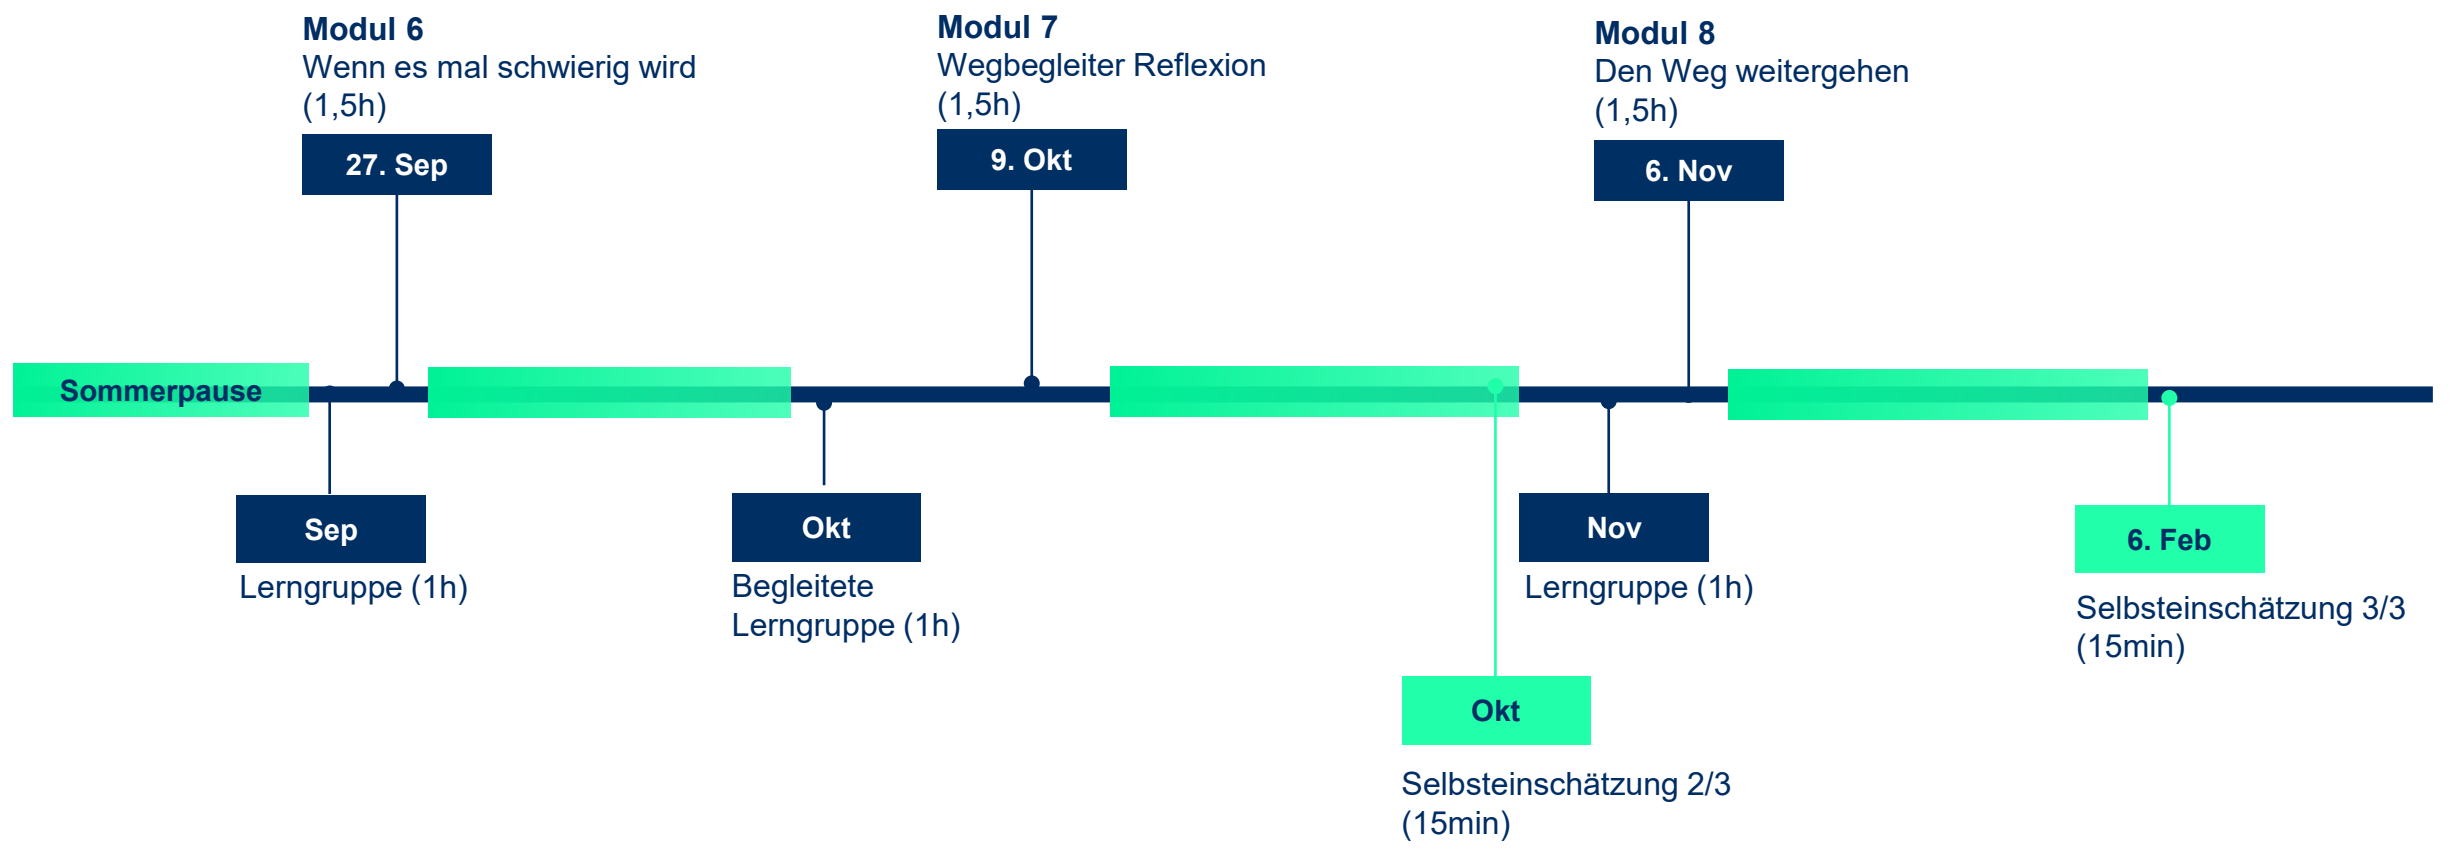 Modul 6
Wenn es mal schwierig wird
(1,5h)
27. Sep
Modul 7
Wegbegleiter Reflexion
(1,5h)
9. Okt
Modul 8
Den Weg weitergehen
(1,5h)
6. Nov
Sommerpause
Sep
Lerngruppe (1h)
Okt
Begleitete
Lerngruppe (1h)
Okt
Selbsteinschätzung 2/3
(15min)
Nov
Lerngruppe (1h)
6. Feb
Selbsteinschätzung 3/3
(15min)